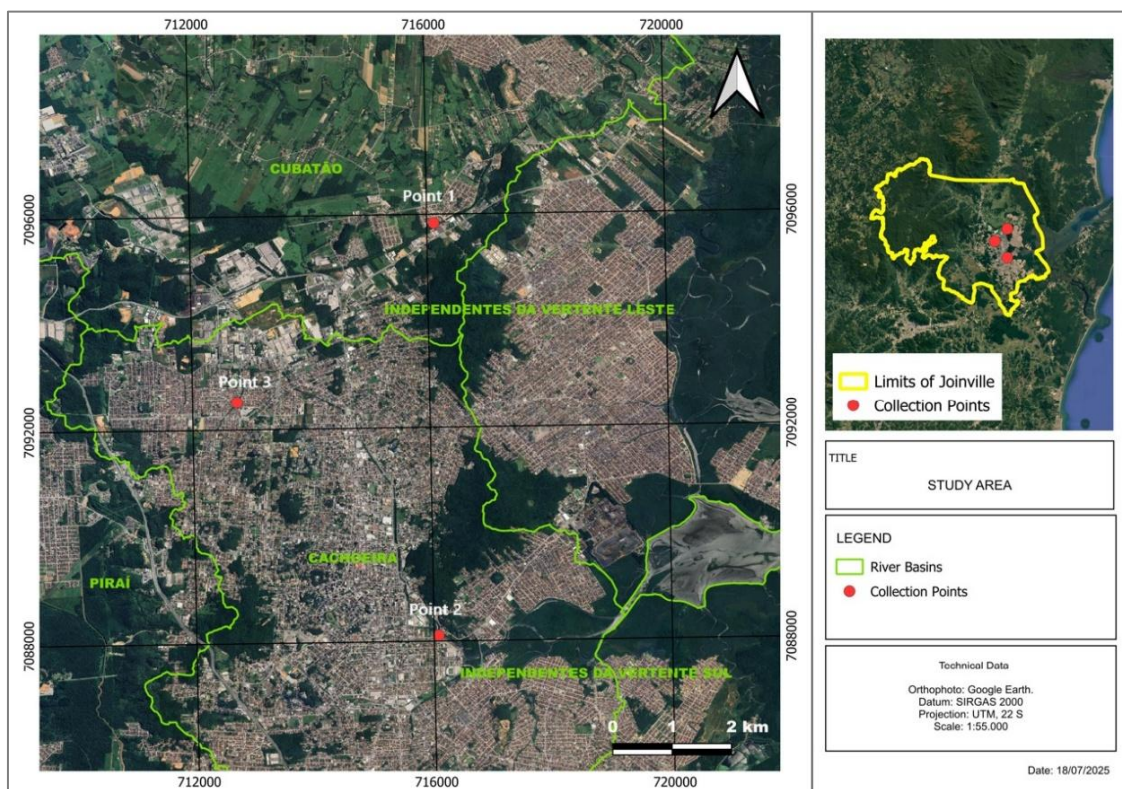 712000
716000
720000
CUBATÃO
Point 1
7096000
7096000
INDEPENDENTES DA VERTENTE LESTE
Point 3
7092000
7092000
CACHOEIRA
PIRAÍ
Point 2
7088000
7088000
INDEPENDENTES DA VERTENTE SUL
0 1 2 km
712000
716000
720000
Limits of Joinville
Collection Points
TITLE
STUDY AREA
LEGEND
River Basins
Collection Points
Technical Data
Orthophoto: Google Earth.
Datum: SIRGAS 2000
Projection: UTM, 22 S
Scale: 1:55.000
Date: 18/07/2025